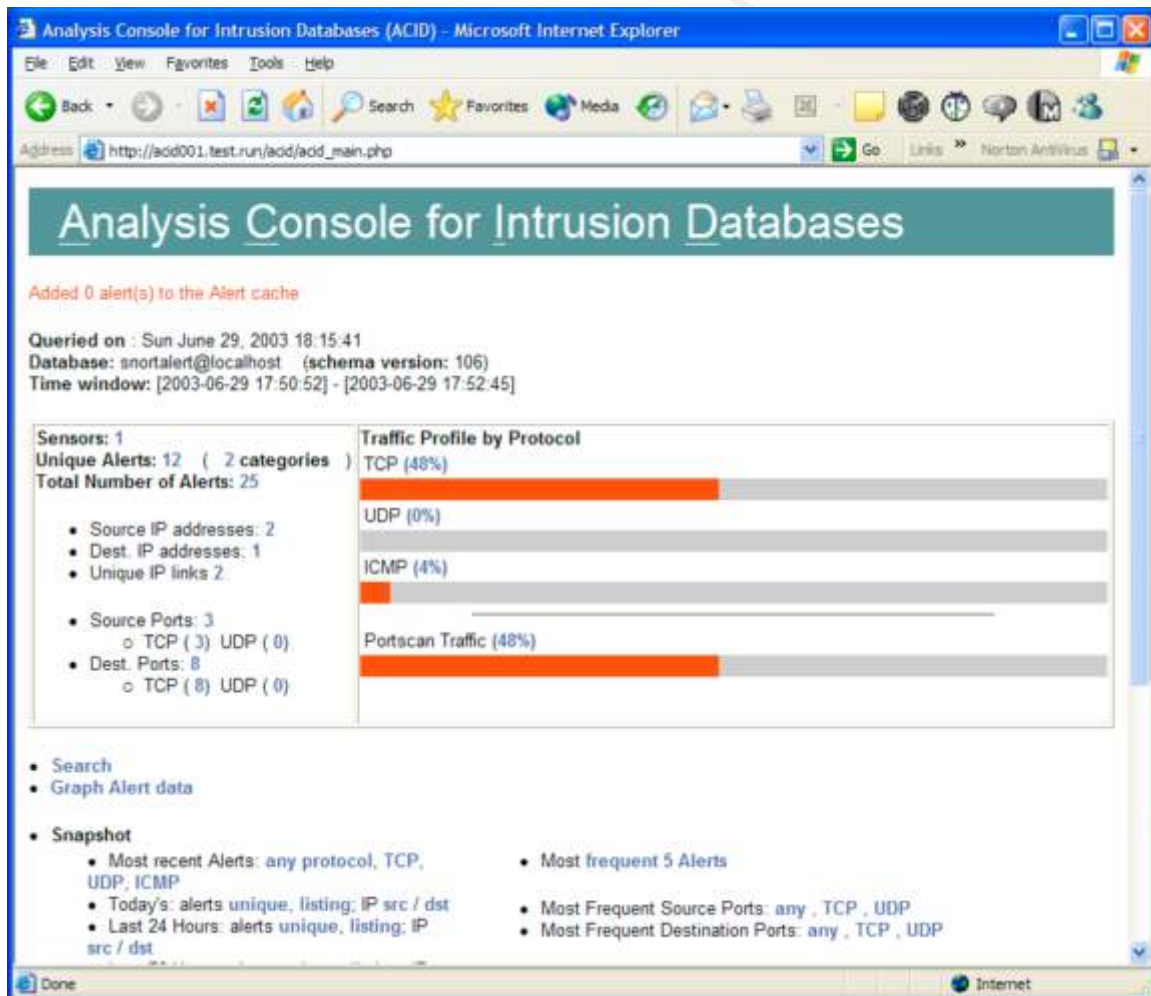 Analysis Console for Intrusion Databases (ACID) - Microsoft Internet Explorer
File Edit View Favorites Tools Help
Back Search Favorites Media
Address http://acid001.test.run/acid/acid_main.php Go Links » Norton AntiVirus
Analysis Console for Intrusion Databases
Added 0 alert(s) to the Alert cache
Queried on : Sun June 29, 2003 18:15:41
Database: snortalert@localhost (schema version: 106)
Time window: [2003-06-29 17:50:52] - [2003-06-29 17:52:45]
Sensors: 1
Unique Alerts: 12 ( 2 categories )
Total Number of Alerts: 25
• Source IP addresses: 2
• Dest. IP addresses: 1
• Unique IP links 2
• Source Ports: 3
○ TCP ( 3) UDP ( 0)
• Dest. Ports: 8
○ TCP ( 8) UDP ( 0)
Traffic Profile by Protocol
TCP (48%)
UDP (0%)
ICMP (4%)
Portscan Traffic (48%)
• Search
• Graph Alert data
• Snapshot
• Most recent Alerts: any protocol, TCP,
UDP, ICMP
• Today's: alerts unique, listing; IP src / dst
• Last 24 Hours: alerts unique, listing; IP
src / dst
• Most frequent 5 Alerts
• Most Frequent Source Ports: any , TCP , UDP
• Most Frequent Destination Ports: any , TCP , UDP
Done
Internet